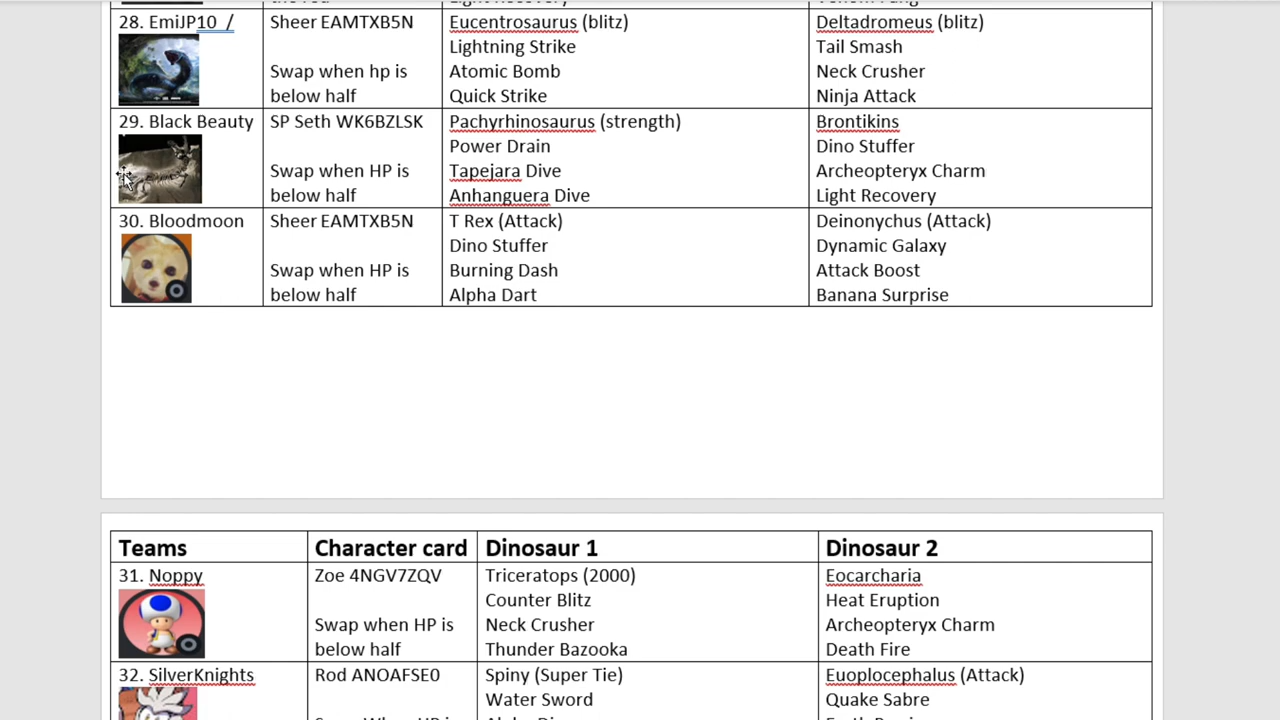 28. EmiJP10 /
Sheer EAMTXB5N
Swap when hp is
below half
Eucentrosaurus (blitz)
Lightning Strike
Atomic Bomb
Quick Strike
Deltadromeus (blitz)
Tail Smash
Neck Crusher
Ninja Attack
29. Black Beauty
SP Seth WK6BZLSK
Swap when HP is
below half
Pachyrhinosaurus (strength)
Power Drain
Tapejara Dive
Anhanguera Dive
Brontikins
Dino Stuffer
Archeopteryx Charm
Light Recovery
30. Bloodmoon
Sheer EAMTXB5N
Swap when HP is
below half
T Rex (Attack)
Dino Stuffer
Burning Dash
Alpha Dart
Deinonychus (Attack)
Dynamic Galaxy
Attack Boost
Banana Surprise
Teams
Character card
Dinosaur 1
Dinosaur 2
31. Noppy
Zoe 4NGV7ZQV
Swap when HP is
below half
Triceratops (2000)
Counter Blitz
Neck Crusher
Thunder Bazooka
Eocarcharia
Heat Eruption
Archeopteryx Charm
Death Fire
32. SilverKnights
Rod ANOAFSE0
Spiny (Super Tie)
Water Sword
Euoplocephalus (Attack)
Quake Sabre